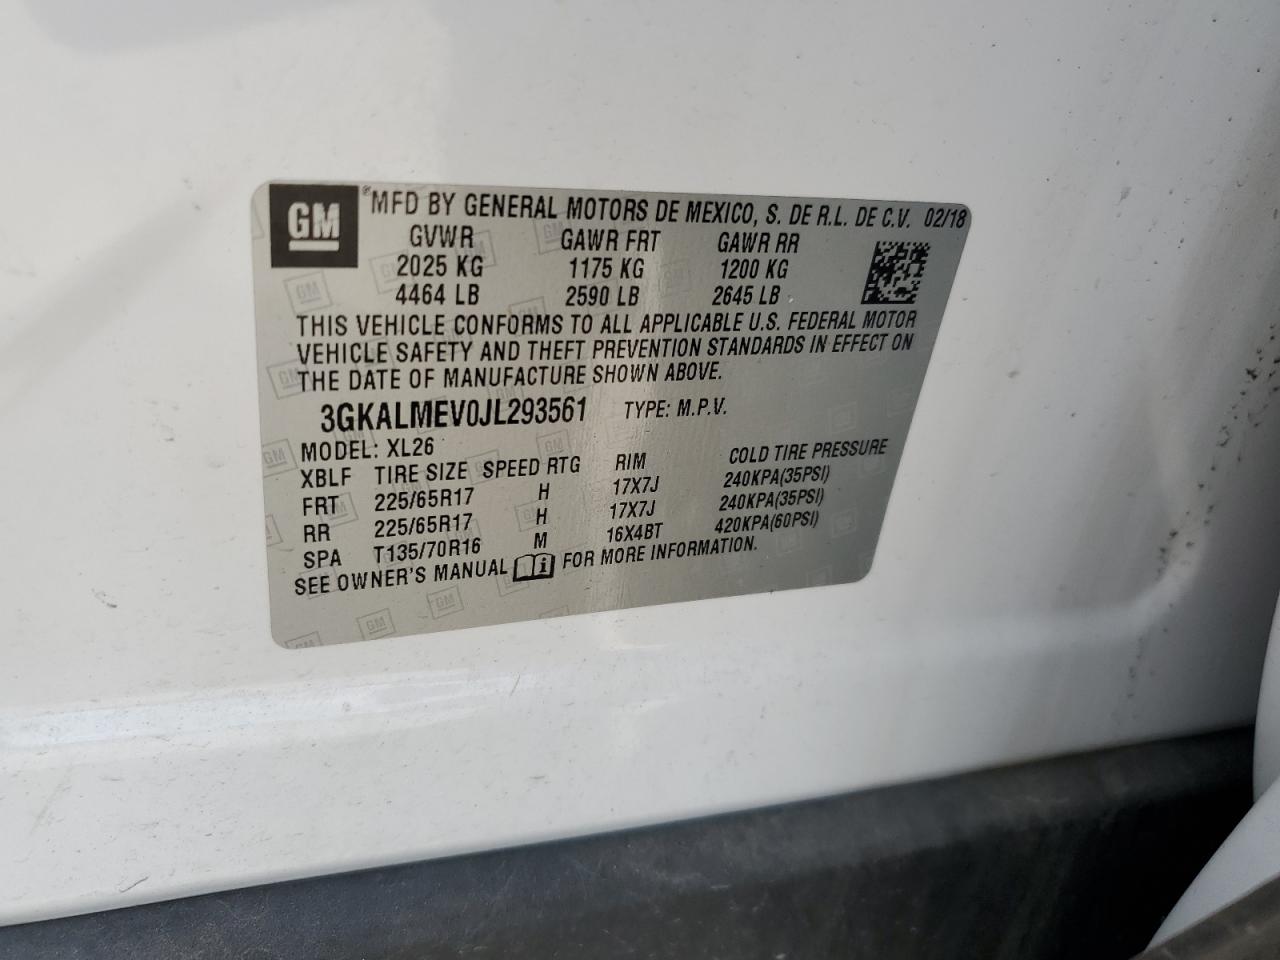 GM ® MFD BY GENERAL MOTORS DE MEXICO, S. DE R.L. DE C.V. 02/18
GVWR GAWR FRT GAWR RR
2025 KG 1175 KG 1200 KG
4464 LB 2590 LB 2645 LB
THIS VEHICLE CONFORMS TO ALL APPLICABLE U.S. FEDERAL MOTOR
VEHICLE SAFETY AND THEFT PREVENTION STANDARDS IN EFFECT ON
THE DATE OF MANUFACTURE SHOWN ABOVE.
3GKALMEV0JL293561 TYPE: M.P.V.
MODEL: XL26
XBLF TIRE SIZE SPEED RTG RIM COLD TIRE PRESSURE
FRT 225/65R17 H 17X7J 240KPA(35PSI)
RR 225/65R17 H 17X7J 240KPA(35PSI)
SPA T135/70R16 M 16X4BT 420KPA(60PSI)
SEE OWNER'S MANUAL i FOR MORE INFORMATION.